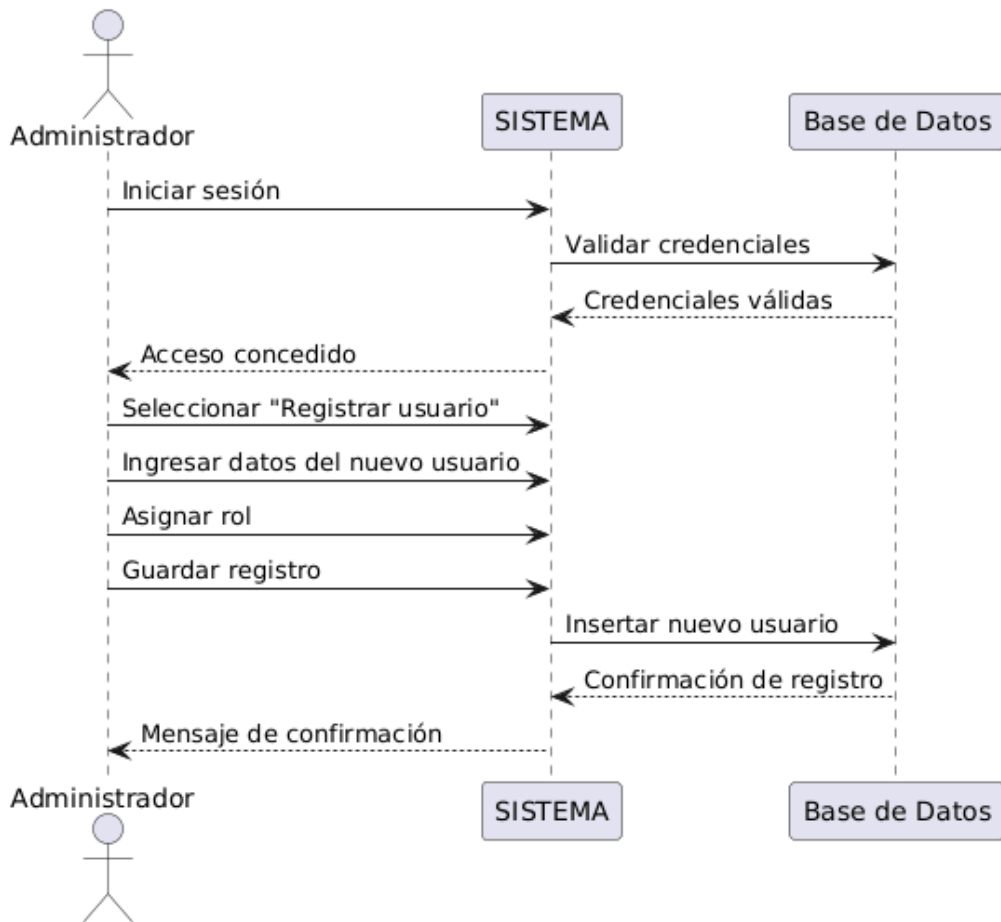 Administrador
SISTEMA
Base de Datos
Iniciar sesión
Validar credenciales
Credenciales válidas
Acceso concedido
Seleccionar "Registrar usuario"
Ingresar datos del nuevo usuario
Asignar rol
Guardar registro
Insertar nuevo usuario
Confirmación de registro
Mensaje de confirmación
Administrador
SISTEMA
Base de Datos